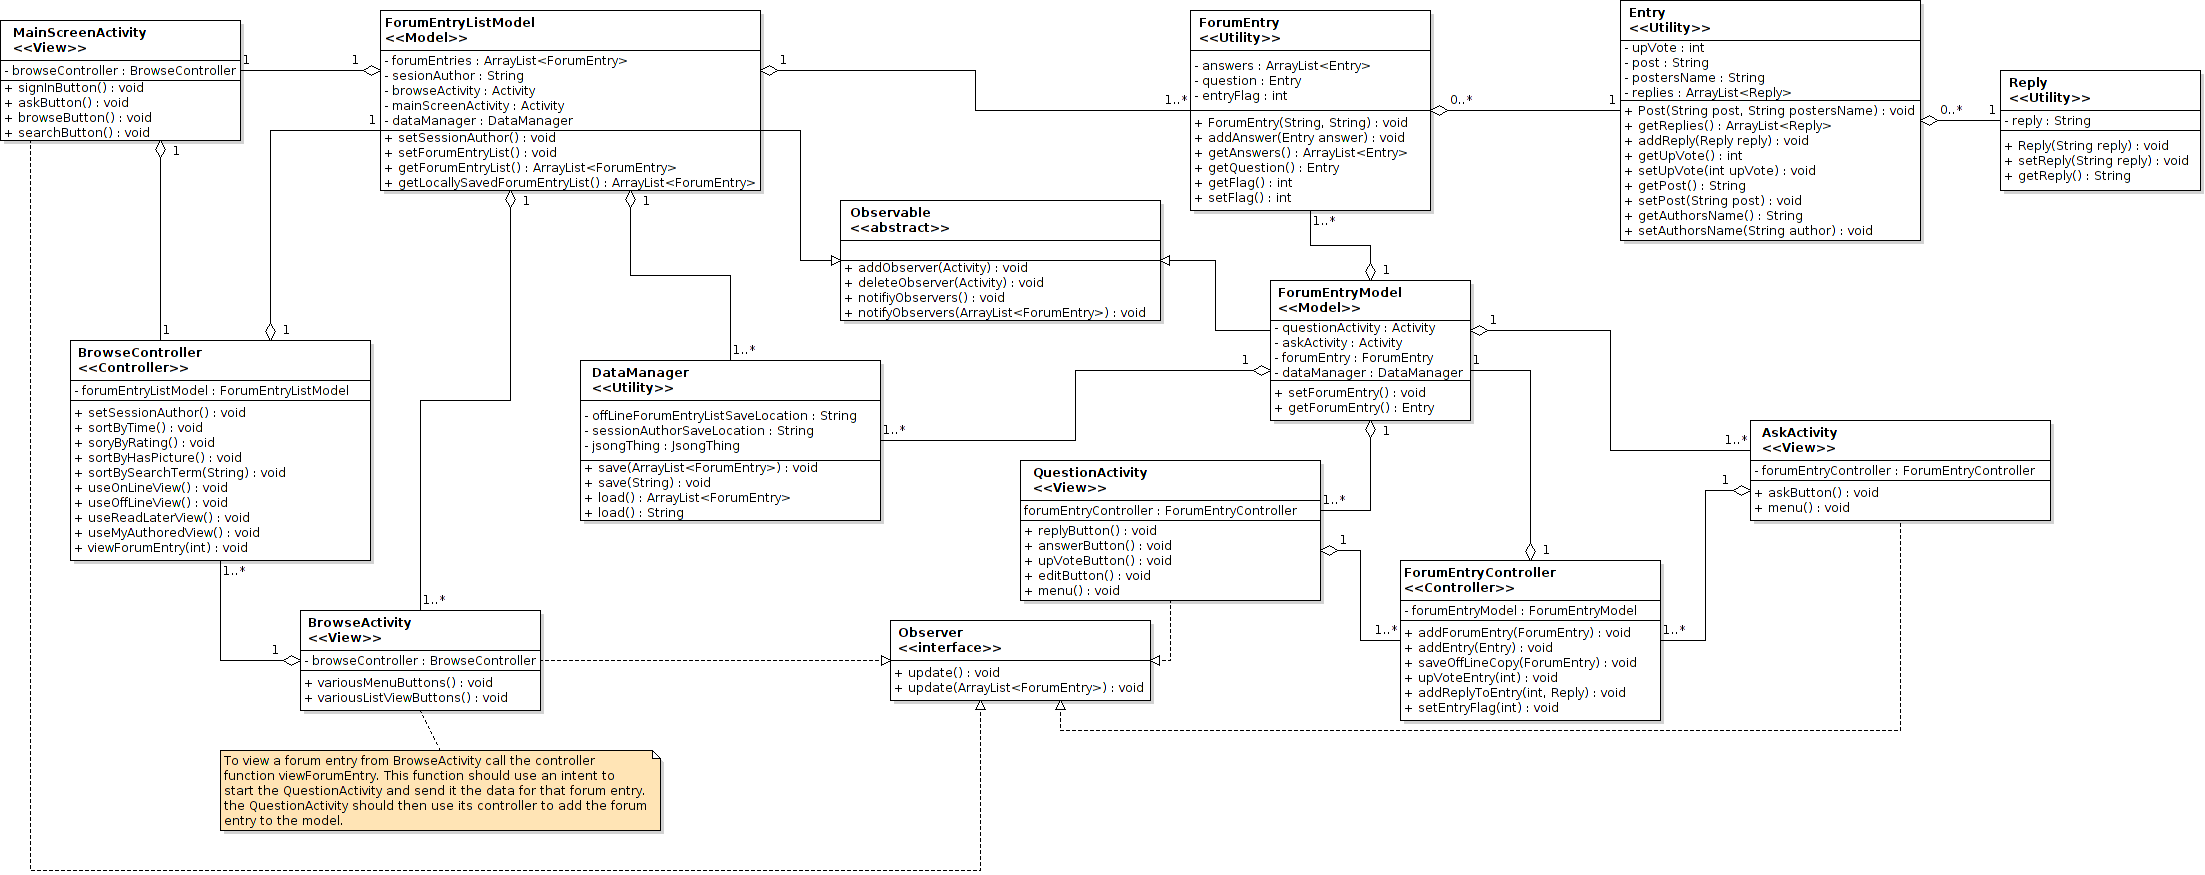 MainScreenActivity
<<View>>
- browseController : BrowseController
+ signInButton() : void
+ askButton() : void
+ browseButton() : void
+ searchButton() : void
1
1
1
1
ForumEntryListModel
<<Model>>
- forumEntries : ArrayList<ForumEntry>
- sesionAuthor : String
- browseActivity : Activity
- mainScreenActivity : Activity
- dataManager : DataManager
+ setSessionAuthor() : void
+ setForumEntryList() : void
+ getForumEntryList() : ArrayList<ForumEntry>
+ getLocallySavedForumEntryList() : ArrayList<ForumEntry>
1
1..*
1
1
1
1
1..*
1..*
ForumEntry
<<Utility>>
- answers : ArrayList<Entry>
- question : Entry
- entryFlag : int
+ ForumEntry(String, String) : void
+ addAnswer(Entry answer) : void
+ getAnswers() : ArrayList<Entry>
+ getQuestion() : Entry
+ getFlag() : int
+ setFlag() : int
0..*
1
1..*
1
Entry
<<Utility>>
- upVote : int
- post : String
- postersName : String
- replies : ArrayList<Reply>
+ Post(String post, String postersName) : void
+ getReplies() : ArrayList<Reply>
+ addReply(Reply reply) : void
+ getUpVote() : int
+ setUpVote(int upVote) : void
+ getPost() : String
+ setPost(String post) : void
+ getAuthorsName() : String
+ setAuthorsName(String author) : void
0..*
1
Reply
<<Utility>>
- reply : String
+ Reply(String reply) : void
+ setReply(String reply) : void
+ getReply() : String
Observable
<<abstract>>
+ addObserver(Activity) : void
+ deleteObserver(Activity) : void
+ notifiyObservers() : void
+ notifyObservers(ArrayList<ForumEntry>) : void
ForumEntryModel
<<Model>>
- questionActivity : Activity
- askActivity : Activity
- forumEntry : ForumEntry
- dataManager : DataManager
+ setForumEntry() : void
+ getForumEntry() : Entry
1
1..*
1
1..*
1
1
1
1..*
BrowseController
<<Controller>>
- forumEntryListModel : ForumEntryListModel
+ setSessionAuthor() : void
+ sortByTime() : void
+ soryByRating() : void
+ sortByHasPicture() : void
+ sortBySearchTerm(String) : void
+ useOnLineView() : void
+ useOffLineView() : void
+ useReadLaterView() : void
+ useMyAuthoredView() : void
+ viewForumEntry(int) : void
1..*
1
DataManager
<<Utility>>
- offLineForumEntryListSaveLocation : String
- sessionAuthorSaveLocation : String
- jsongThing : JsongThing
+ save(ArrayList<ForumEntry>) : void
+ save(String) : void
+ load() : ArrayList<ForumEntry>
+ load() : String
QuestionActivity
<<View>>
forumEntryController : ForumEntryController
+ replyButton() : void
+ answerButton() : void
+ upVoteButton() : void
+ editButton() : void
+ menu() : void
1
1..*
AskActivity
<<View>>
- forumEntryController : ForumEntryController
+ askButton() : void
+ menu() : void
1
1..*
ForumEntryController
<<Controller>>
- forumEntryModel : ForumEntryModel
+ addForumEntry(ForumEntry) : void
+ addEntry(Entry) : void
+ saveOffLineCopy(ForumEntry) : void
+ upVoteEntry(int) : void
+ addReplyToEntry(int, Reply) : void
+ setEntryFlag(int) : void
BrowseActivity
<<View>>
- browseController : BrowseController
+ variousMenuButtons() : void
+ variousListViewButtons() : void
Observer
<<interface>>
+ update() : void
+ update(ArrayList<ForumEntry>) : void
To view a forum entry from BrowseActivity call the controller
function viewForumEntry. This function should use an intent to
start the QuestionActivity and send it the data for that forum entry.
the QuestionActivity should then use its controller to add the forum
entry to the model.